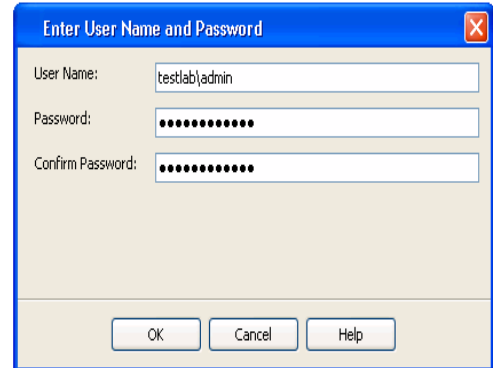 Enter User Name and Password
User Name: testlab\admin
Password: ●●●●●●●●●●●●
Confirm Password: ●●●●●●●●●●●●
OK Cancel Help